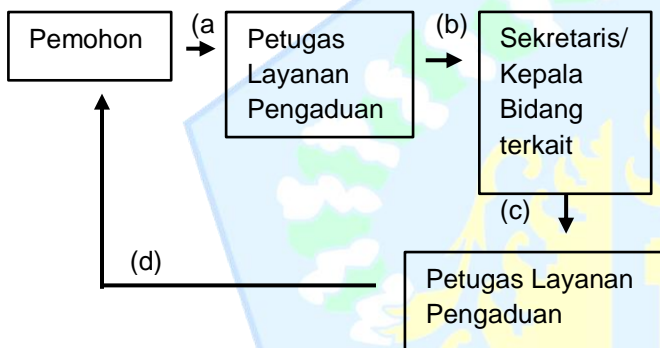 Pemohon
(a
Petugas
Layanan
Pengaduan
(b)
Sekretaris/
Kepala
Bidang
terkait
(c)
Petugas Layanan
Pengaduan
(d)